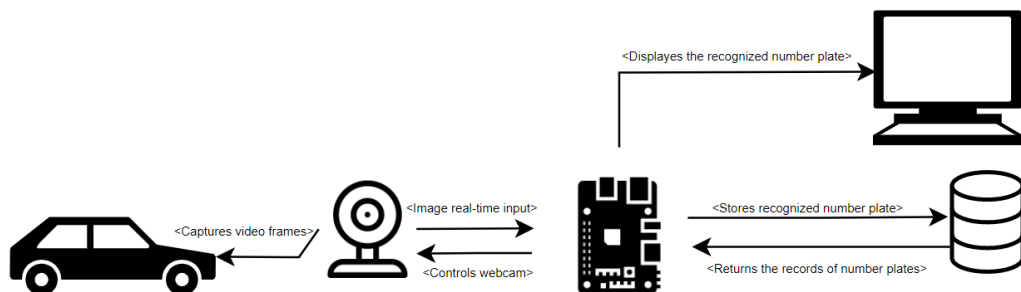 <Displayes the recognized number plate>
<Image real-time input>
<Stores recognized number plate>
<Captures video frames>
<Controls webcam>
<Returns the records of number plates>